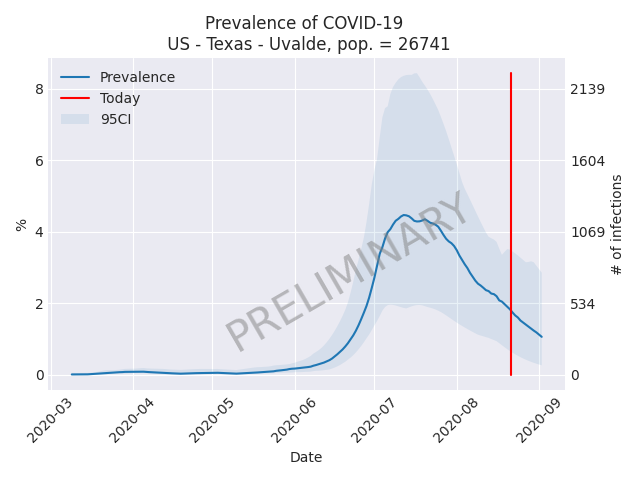 Prevalence of COVID-19
US - Texas - Uvalde, pop. = 26741
Prevalence
Today
95CI
8
6
4
2
0
%
2139
1604
1069
534
0
# of infections
PRELIMINARY
2020-03
2020-04
2020-05
2020-06
2020-07
2020-08
2020-09
Date